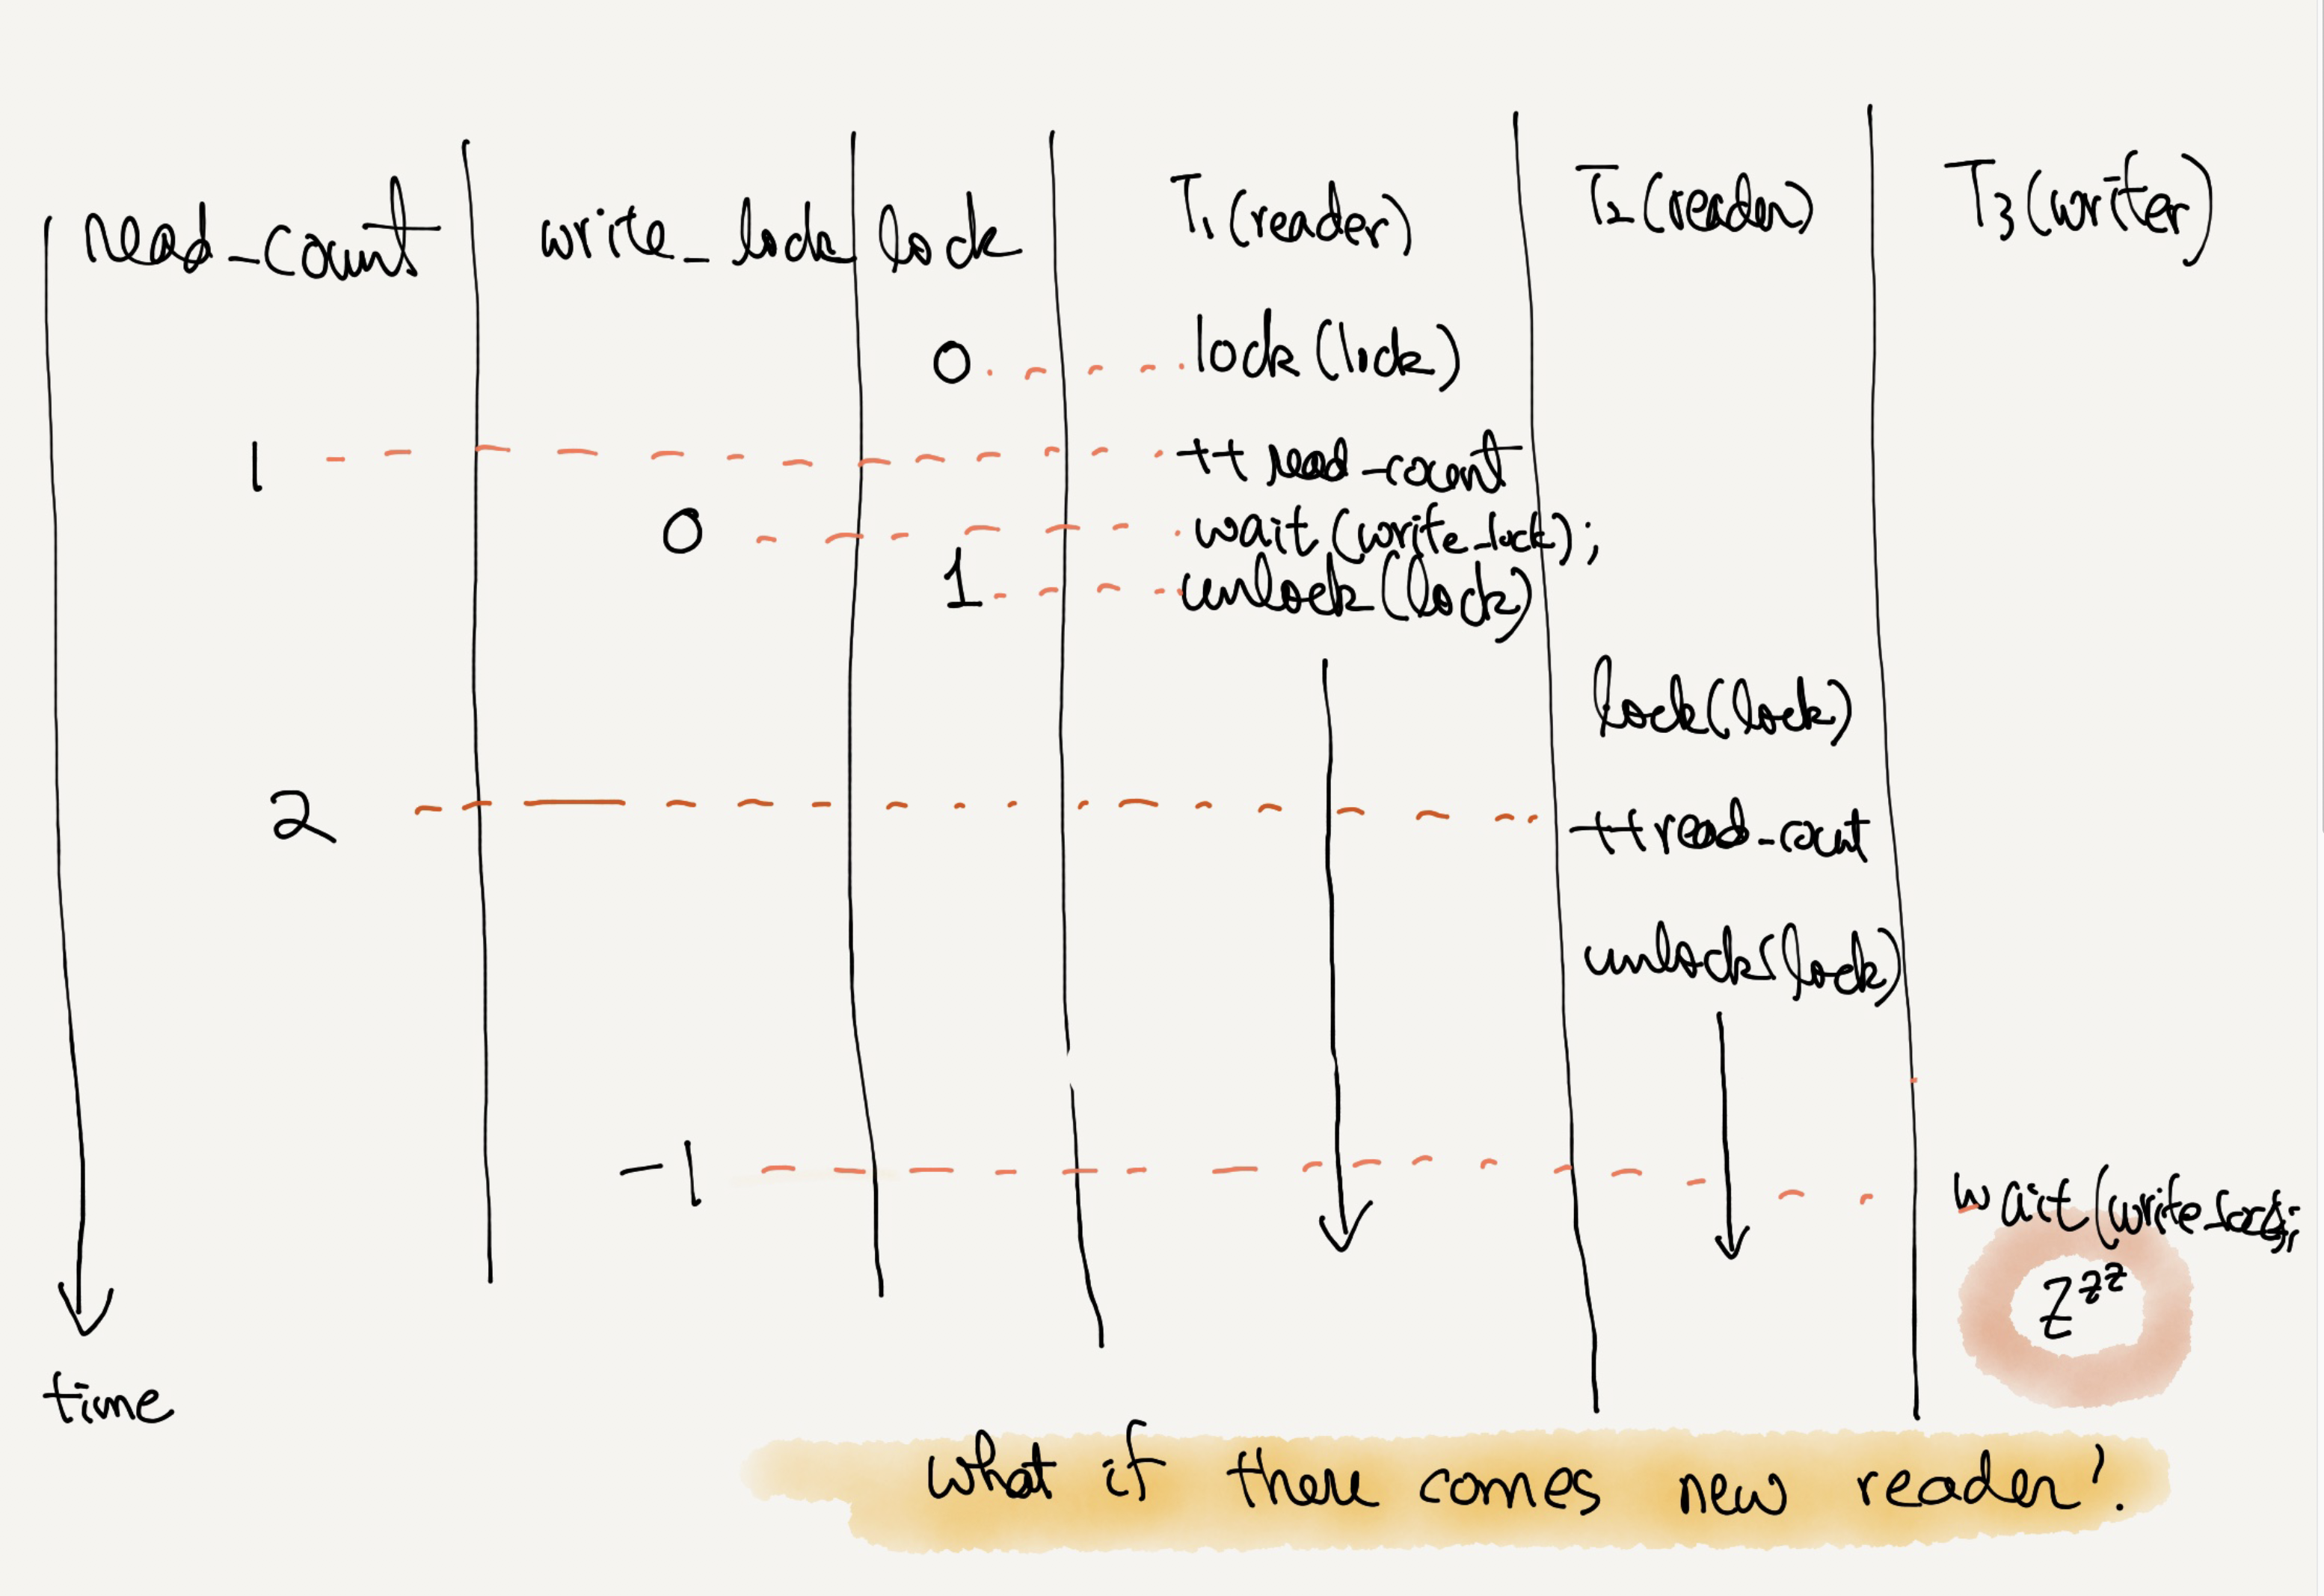 read_count write_lock lock T1(reader) T2(reader) T3(writer)
0 lock(lock)
1 ++read_count
0 wait(write_lock);
1 unlock(lock)
lock(lock)
2 ++read_count
unlock(lock)
-1 wait(write_lock);
Zzz
time
what if there comes new reader?